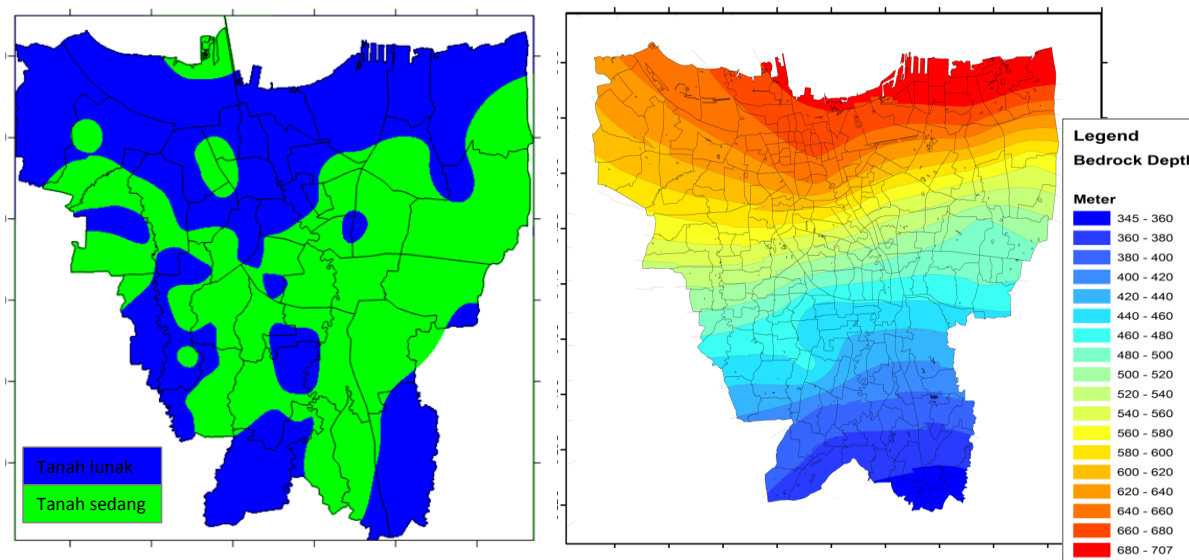 Tanah lunak
Tanah sedang
Legend
Bedrock Depth
Meter
345 - 360
360 - 380
380 - 400
400 - 420
420 - 440
440 - 460
460 - 480
480 - 500
500 - 520
520 - 540
540 - 560
560 - 580
580 - 600
600 - 620
620 - 640
640 - 660
660 - 680
680 - 707